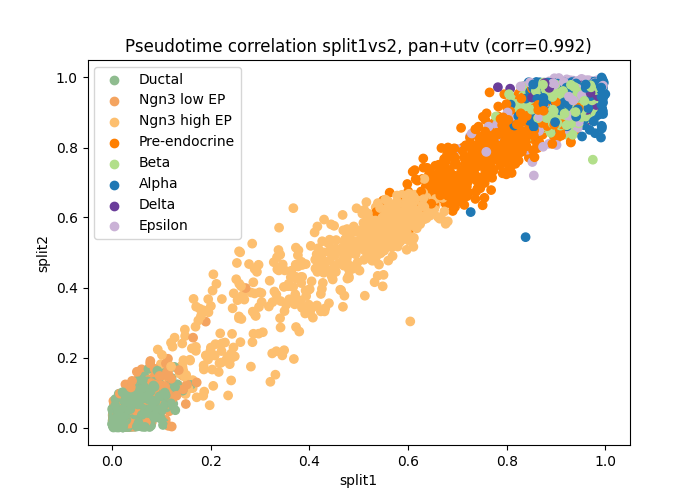 Pseudotime correlation split1vs2, pan+utv (corr=0.992)
1.0
0.8
0.6
0.4
0.2
0.0
split2
Ductal
Ngn3 low EP
Ngn3 high EP
Pre-endocrine
Beta
Alpha
Delta
Epsilon
0.0
0.2
0.4
0.6
0.8
1.0
split1